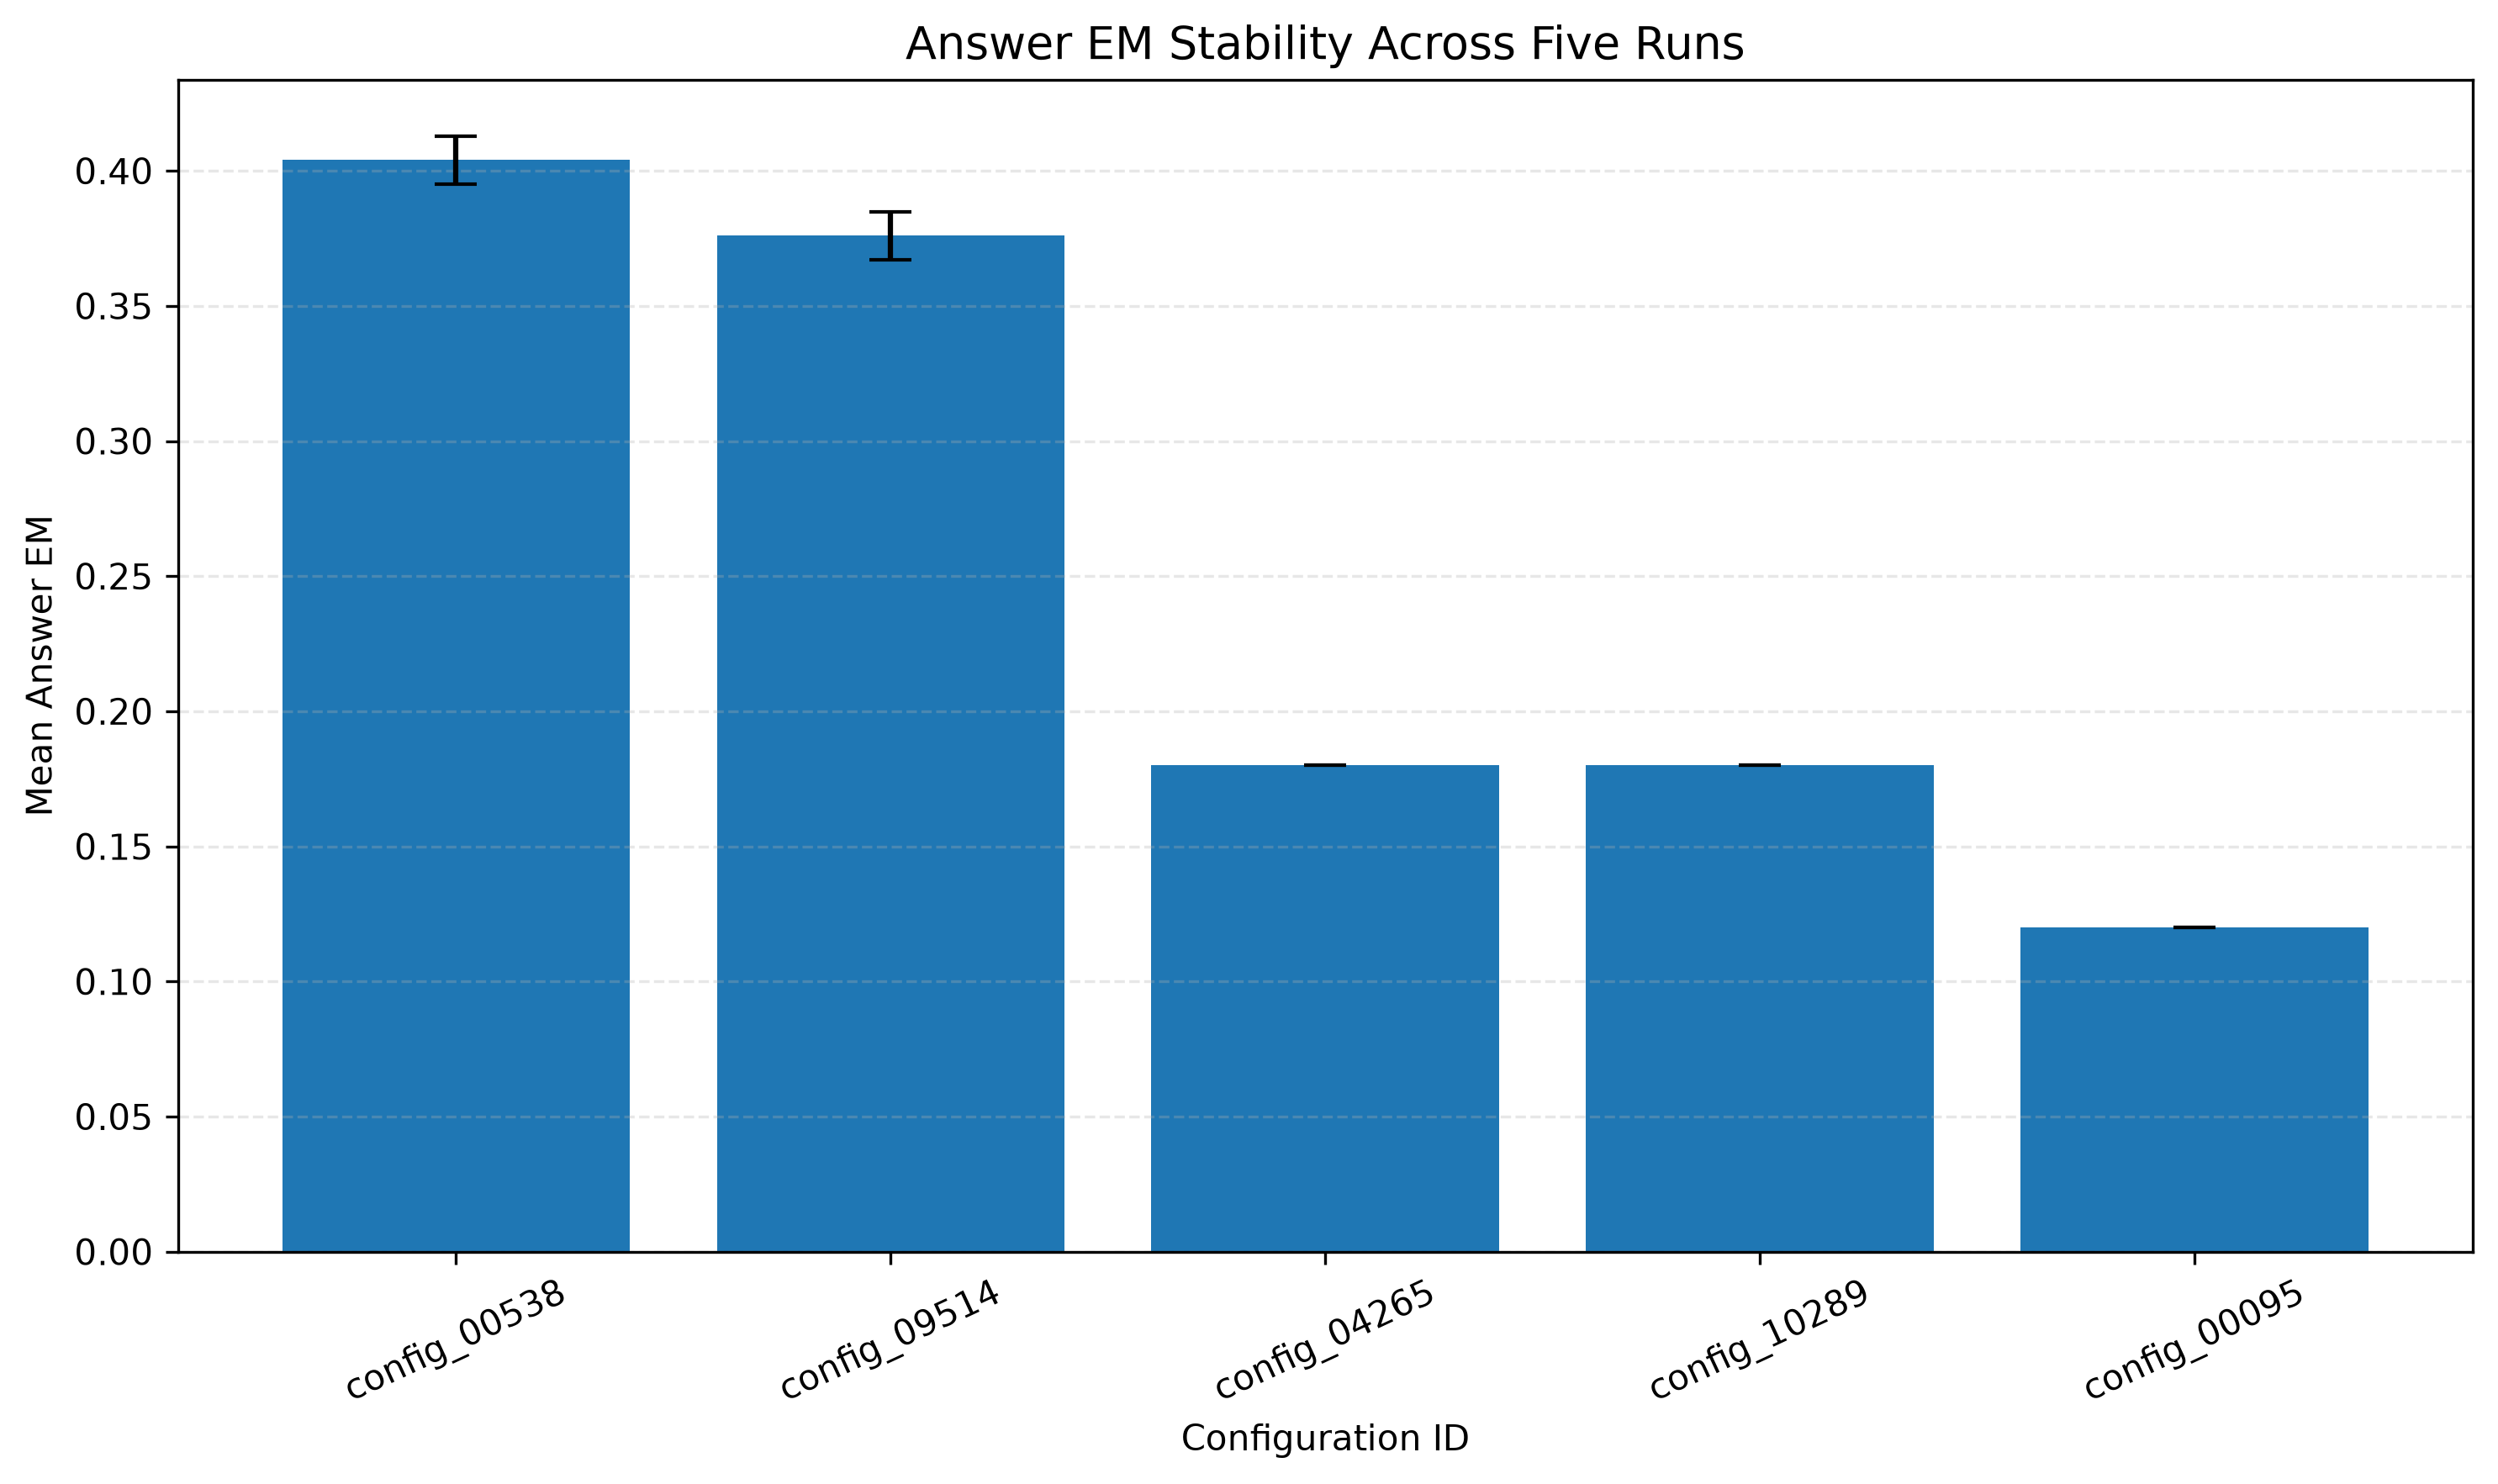 Answer EM Stability Across Five Runs
0.40
0.35
0.30
0.25
0.20
0.15
0.10
0.05
0.00
Mean Answer EM
config_00538
config_09514
config_04265
config_10289
config_00095
Configuration ID